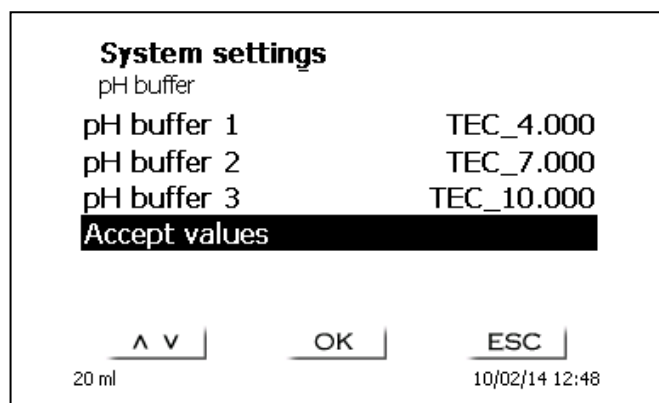 System settings
pH buffer
pH buffer 1 TEC_4.000
pH buffer 2 TEC_7.000
pH buffer 3 TEC_10.000
Accept values
∧ ∨ OK ESC
20 ml 10/02/14 12:48